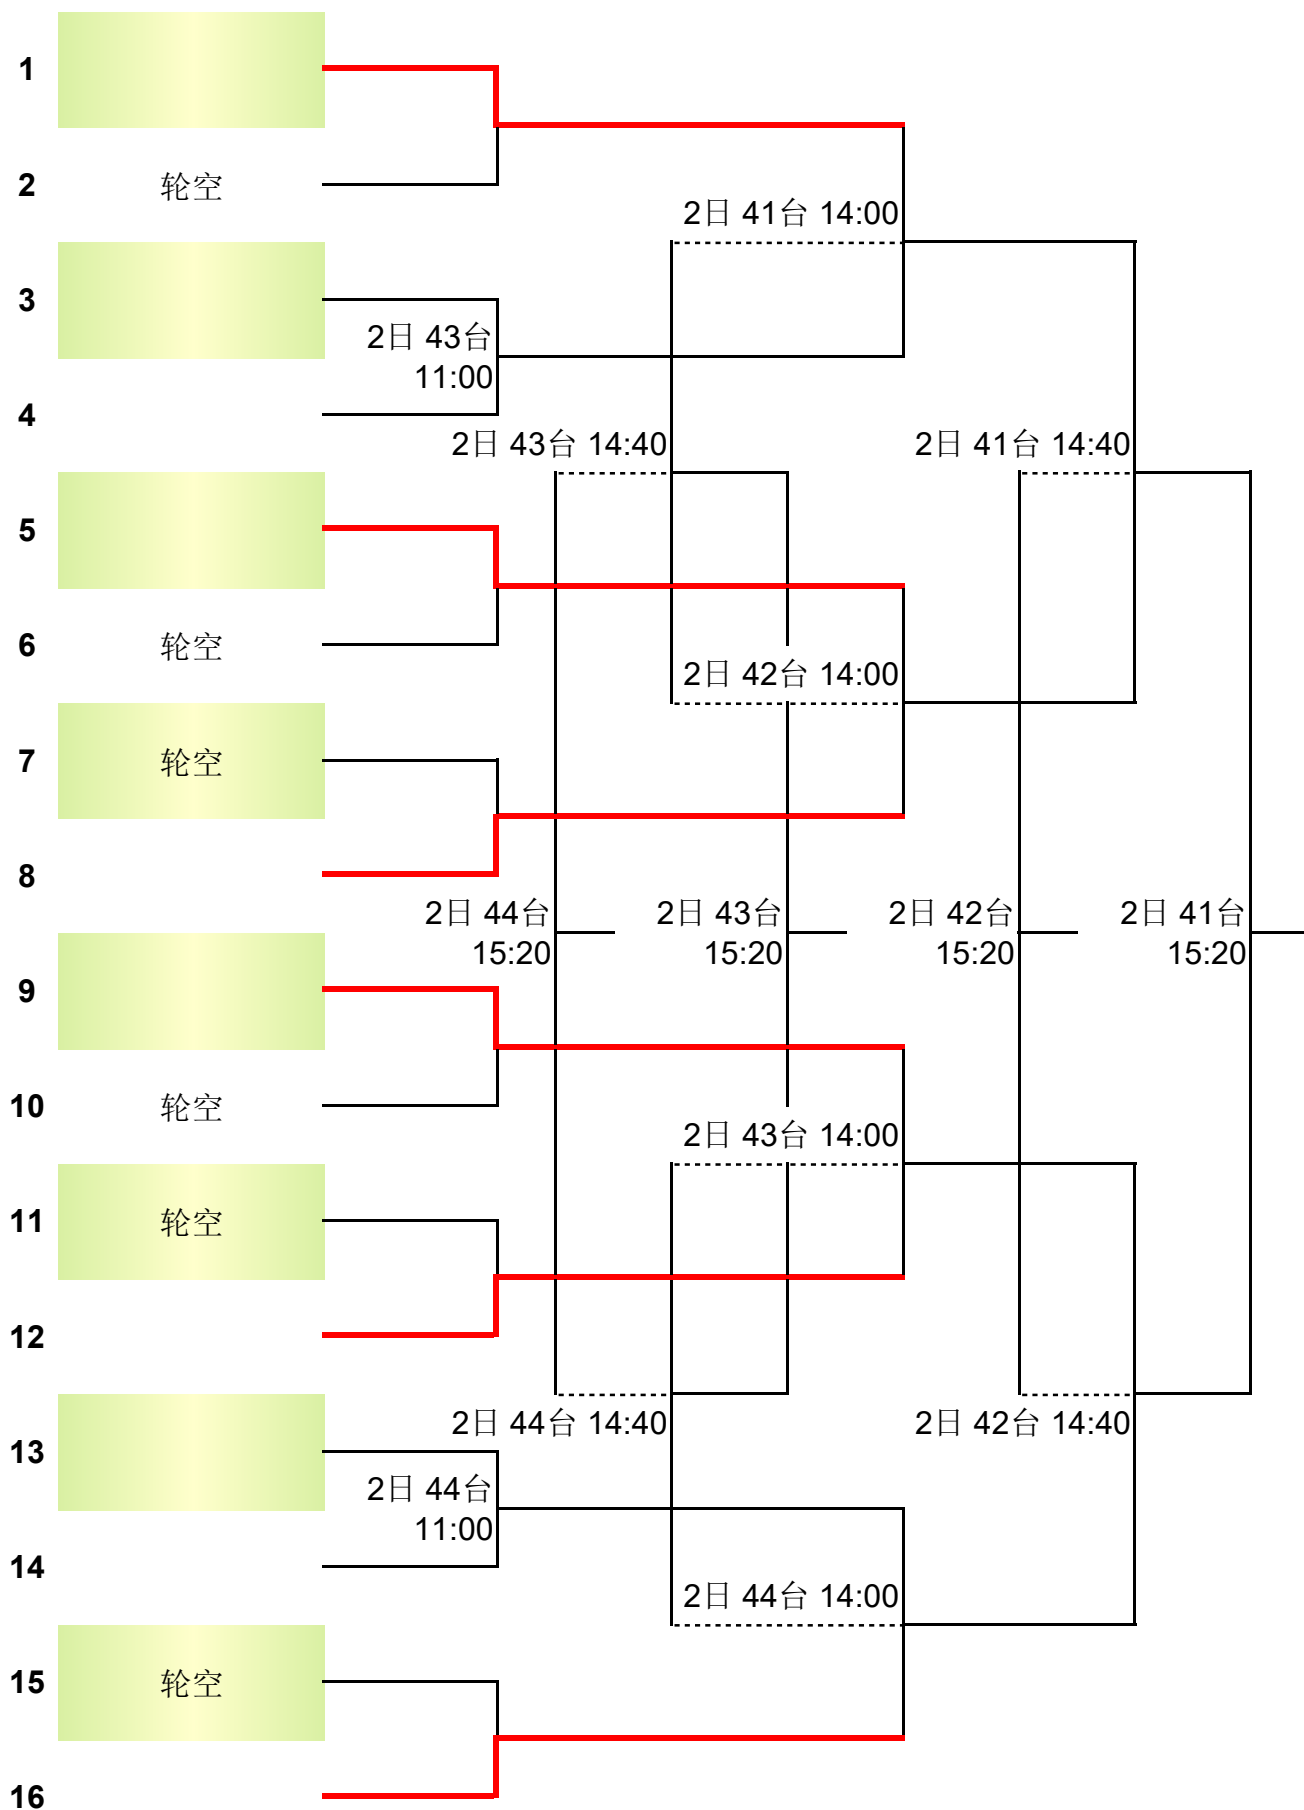 1
2 轮空
2日 41台 14:00
3
2日 43台
11:00
4
2日 43台 14:40
2日 41台 14:40
5
6 轮空
2日 42台 14:00
7 轮空
8
2日 44台
15:20
2日 43台
15:20
2日 42台
15:20
2日 41台
15:20
9
10 轮空
2日 43台 14:00
11 轮空
12
2日 44台 14:40
2日 42台 14:40
13
2日 44台
11:00
14
2日 44台 14:00
15 轮空
16